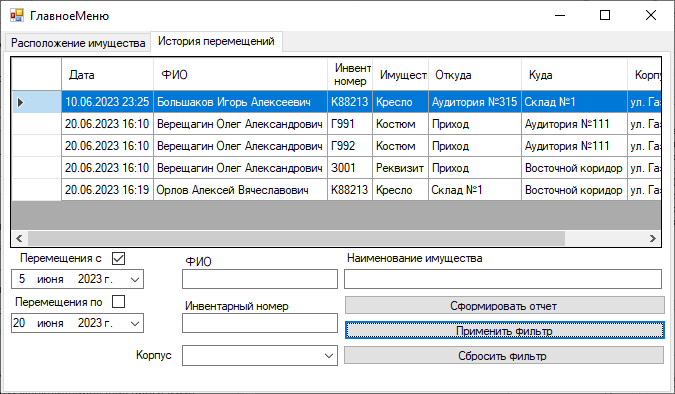 ГлавноеМеню
Расположение имущества История перемещений
Дата ФИО Инвент номер Имущест Откуда Куда Корпу
10.06.2023 23:25 Большаков Игорь Алексеевич К88213 Кресло Аудитория №315 Склад №1 ул. Га
20.06.2023 16:10 Верещагин Олег Александрович Г991 Костюм Приход Аудитория №111 ул. Га
20.06.2023 16:10 Верещагин Олег Александрович Г992 Костюм Приход Аудитория №111 ул. Га
20.06.2023 16:10 Верещагин Олег Александрович З001 Реквизит Приход Восточный коридор ул. Га
20.06.2023 16:19 Орлов Алексей Вячеславович К88213 Кресло Склад №1 Восточный коридор ул. Га
Перемещения с ФИО Наименование имущества
5 июня 2023 г.
Перемещения по Инвентарный номер Сформировать отчет
20 июня 2023 г. Применить фильтр
Корпус Сбросить фильтр